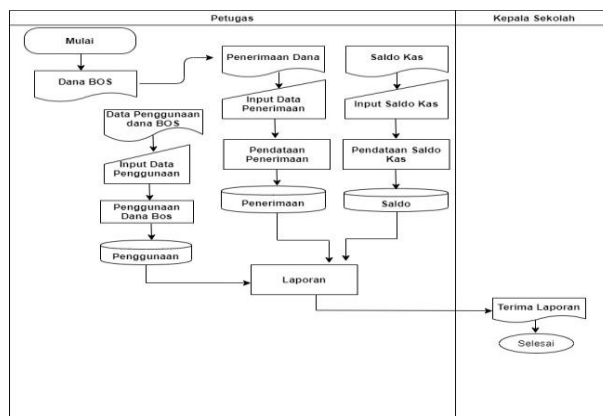 Petugas
Kepala Sekolah
Mulai
Dana BOS
Penerimaan Dana
Saldo Kas
Input Data
Penerimaan
Input Saldo Kas
Data Penggunaan
dana BOS
Input Data
Penggunaan
Pendataan
Penerimaan
Pendataan Saldo
Kas
Penggunaan
Dana Bos
Penerimaan
Saldo
Penggunaan
Laporan
Terima Laporan
Selesai